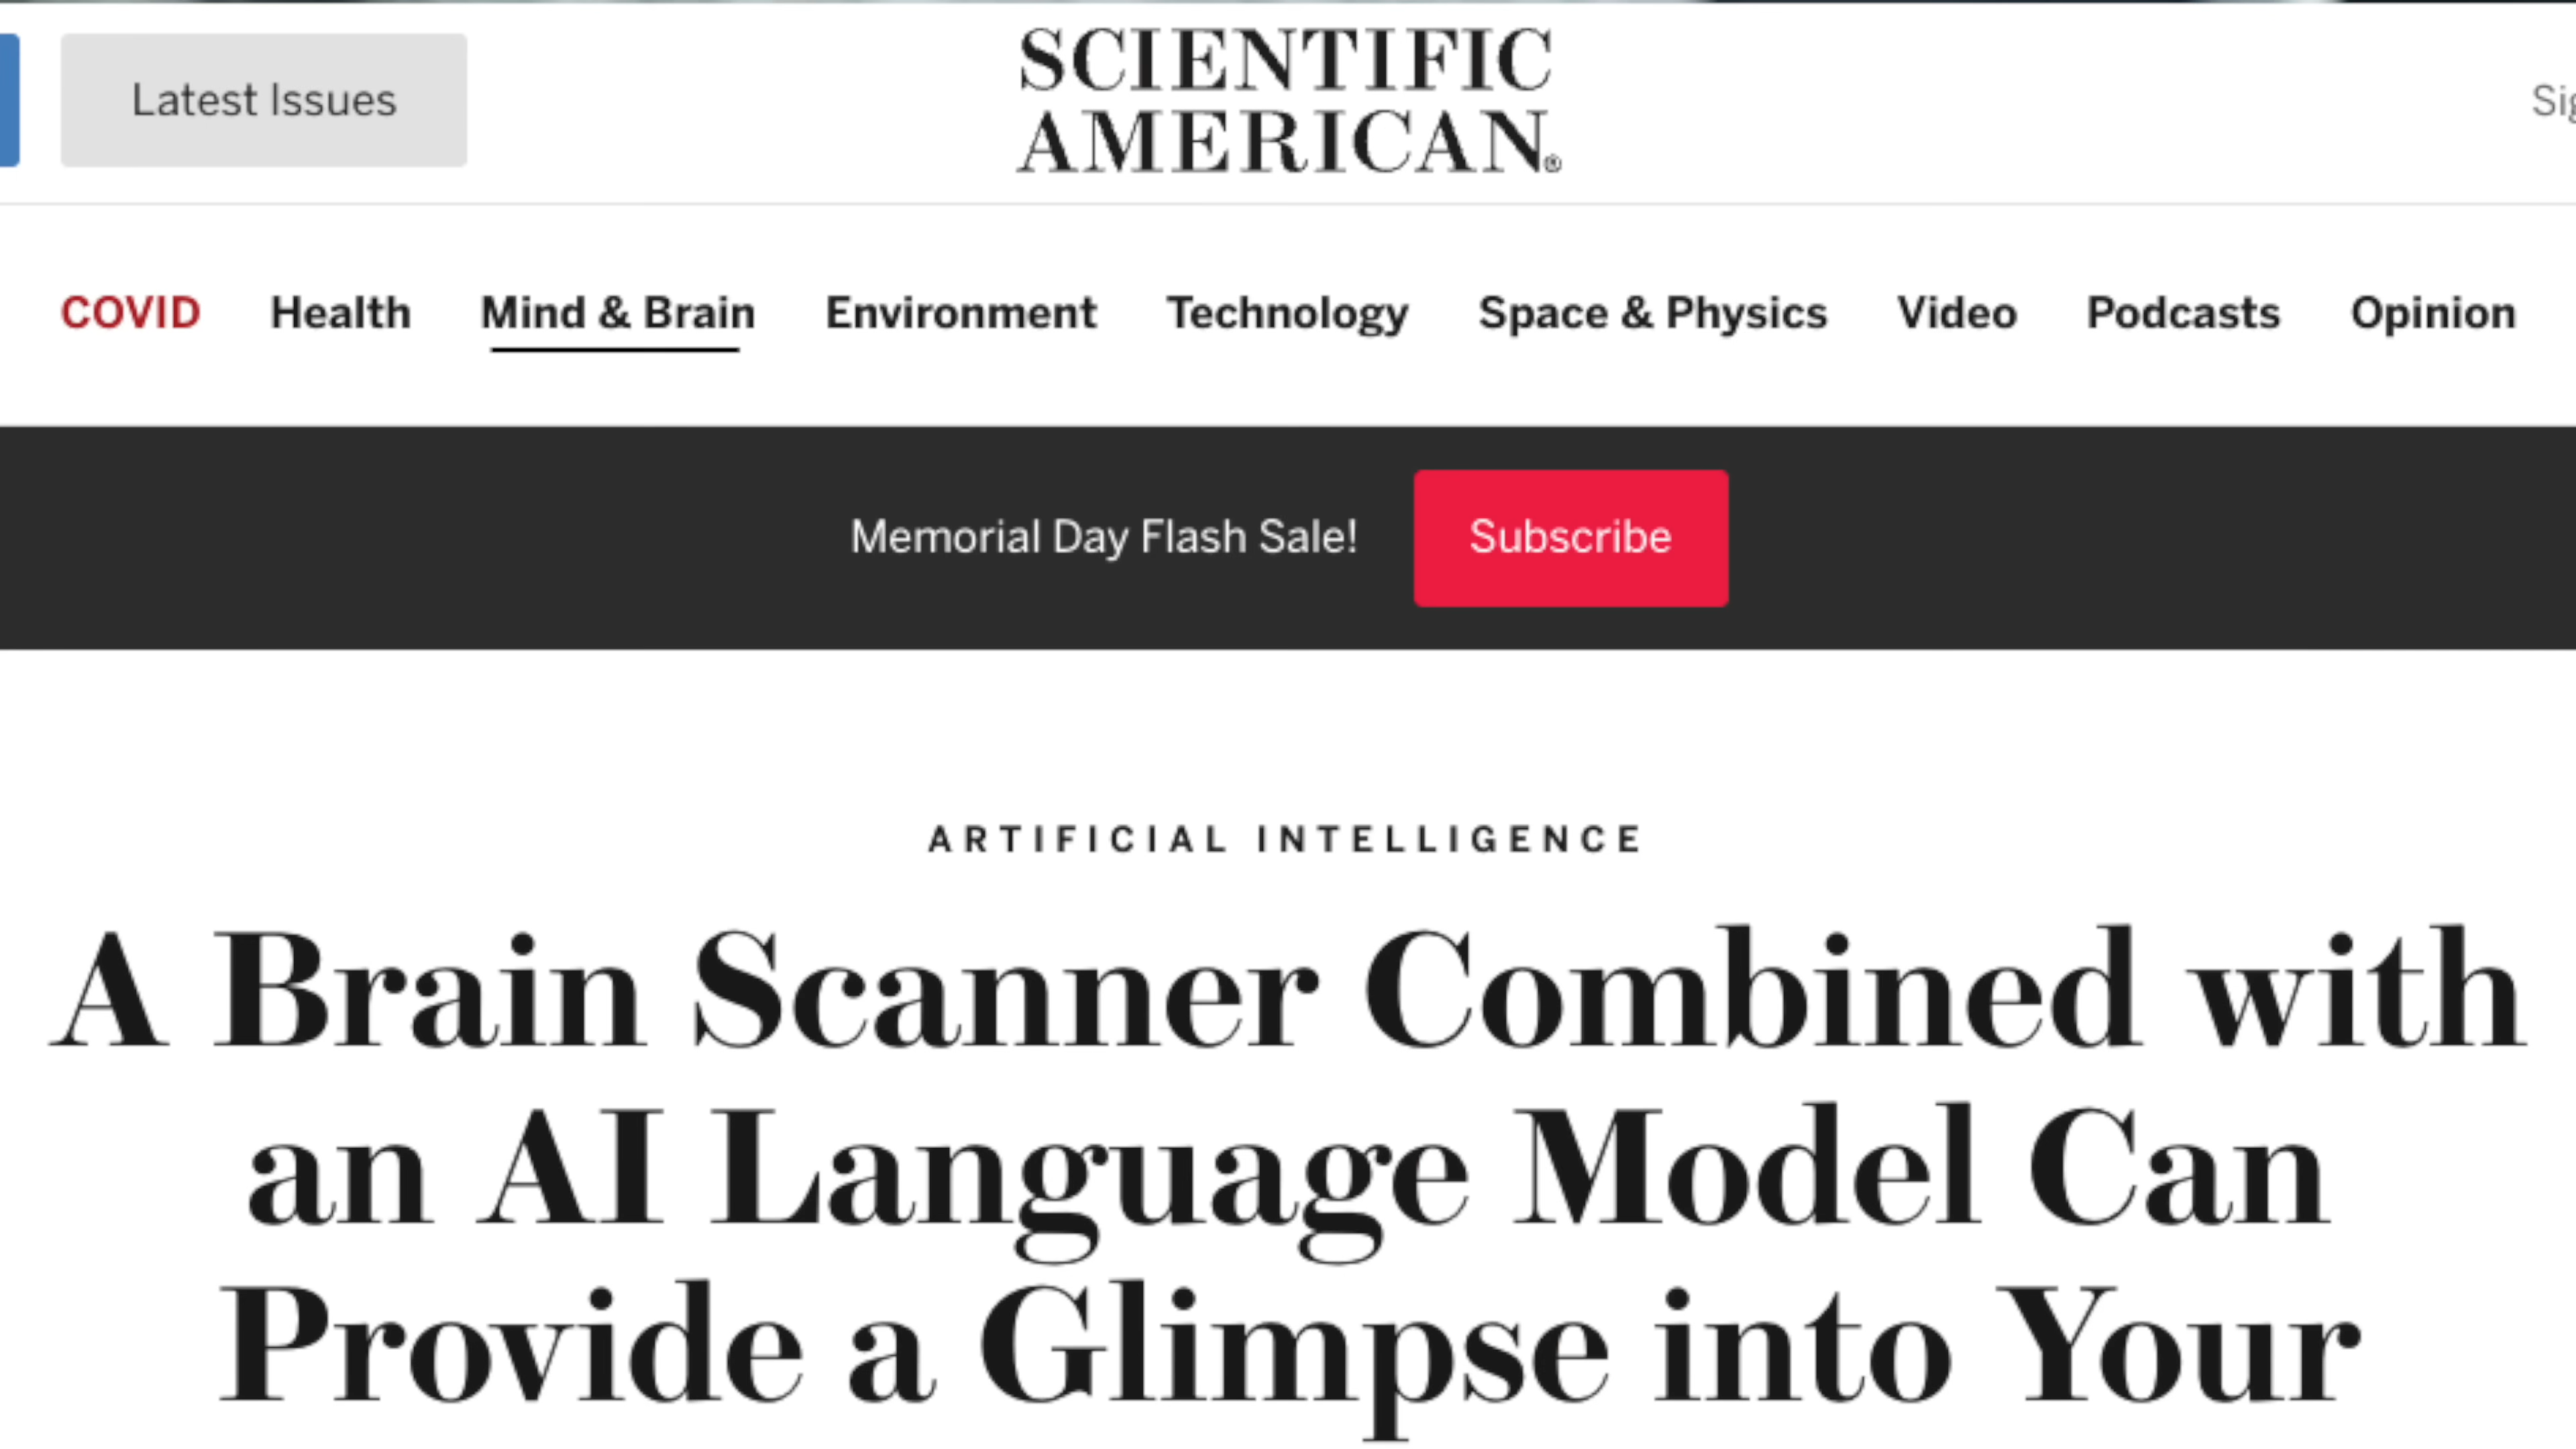 Latest Issues
SCIENTIFIC
AMERICAN®
COVID Health Mind & Brain Environment Technology Space & Physics Video Podcasts Opinion
Memorial Day Flash Sale! Subscribe
ARTIFICIAL INTELLIGENCE
A Brain Scanner Combined with
an AI Language Model Can
Provide a Glimpse into Your